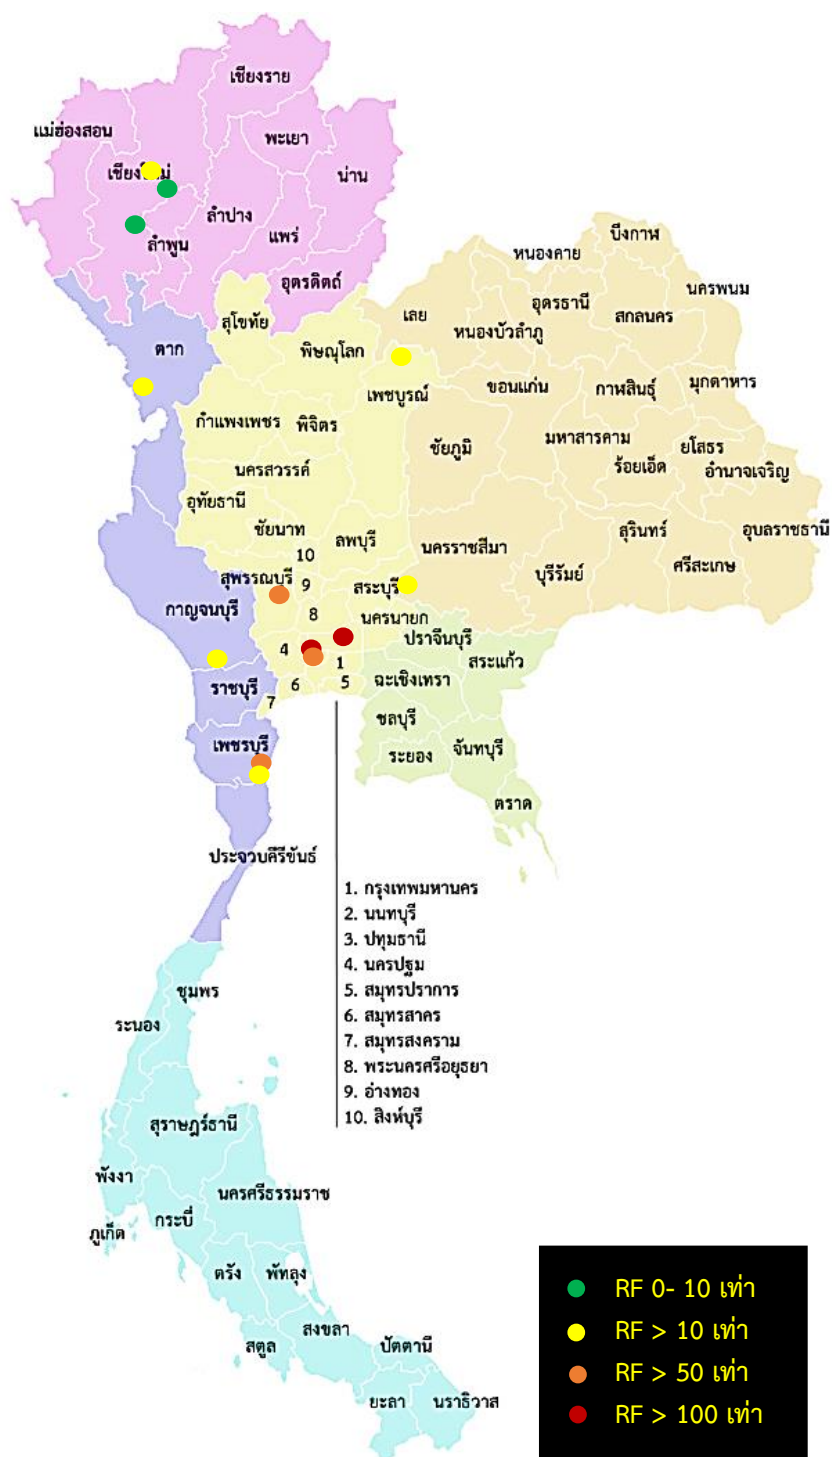 เชียงราย
แม่ฮ่องสอน
พะเยา
เชียงใหม่
น่าน
ลำปาง
ลำพูน
แพร่
อุตรดิตถ์
บึงกาฬ
หนองคาย
นครพนม
อุดรธานี
สกลนคร
เลย
หนองบัวลำภู
สุโขทัย
ตาก
พิษณุโลก
เพชบูรณ์
ขอนแก่น
กาฬสินธุ์
มุกดาหาร
กำแพงเพชร
พิจิตร
ชัยภูมิ
มหาสารคาม
ยโสธร
ร้อยเอ็ด
อำนาจเจริญ
นครสวรรค์
อุทัยธานี
ชัยนาท
ลพบุรี
นครราชสีมา
สุรินทร์
อุบลราชธานี
10
สุพรรณบุรี
9
สระบุรี
บุรีรัมย์
ศรีสะเกษ
กาญจนบุรี
8
นครนายก
ปราจีนบุรี
4
1
สระแก้ว
ราชบุรี
6
5
ฉะเชิงเทรา
7
ชลบุรี
เพชรบุรี
ระยอง
จันทบุรี
ตราด
ประจวบคีรีขันธ์
1. กรุงเทพมหานคร
2. นนทบุรี
3. ปทุมธานี
4. นครปฐม
5. สมุทรปราการ
6. สมุทรสาคร
7. สมุทรสงคราม
8. พระนครศรีอยุธยา
9. อ่างทอง
10. สิงห์บุรี
ชุมพร
ระนอง
สุราษฎร์ธานี
พังงา
นครศรีธรรมราช
กระบี่
ภูเก็ต
ตรัง
พัทลุง
สงขลา
สตูล
ปัตตานี
ยะลา
นราธิวาส
RF 0- 10 เท่า
RF > 10 เท่า
RF > 50 เท่า
RF > 100 เท่า